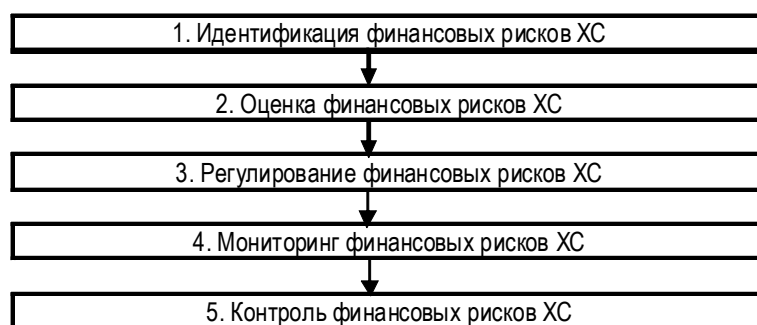 1. Идентификация финансовых рисков ХС
2. Оценка финансовых рисков ХС
3. Регулирование финансовых рисков ХС
4. Мониторинг финансовых рисков ХС
5. Контроль финансовых рисков ХС